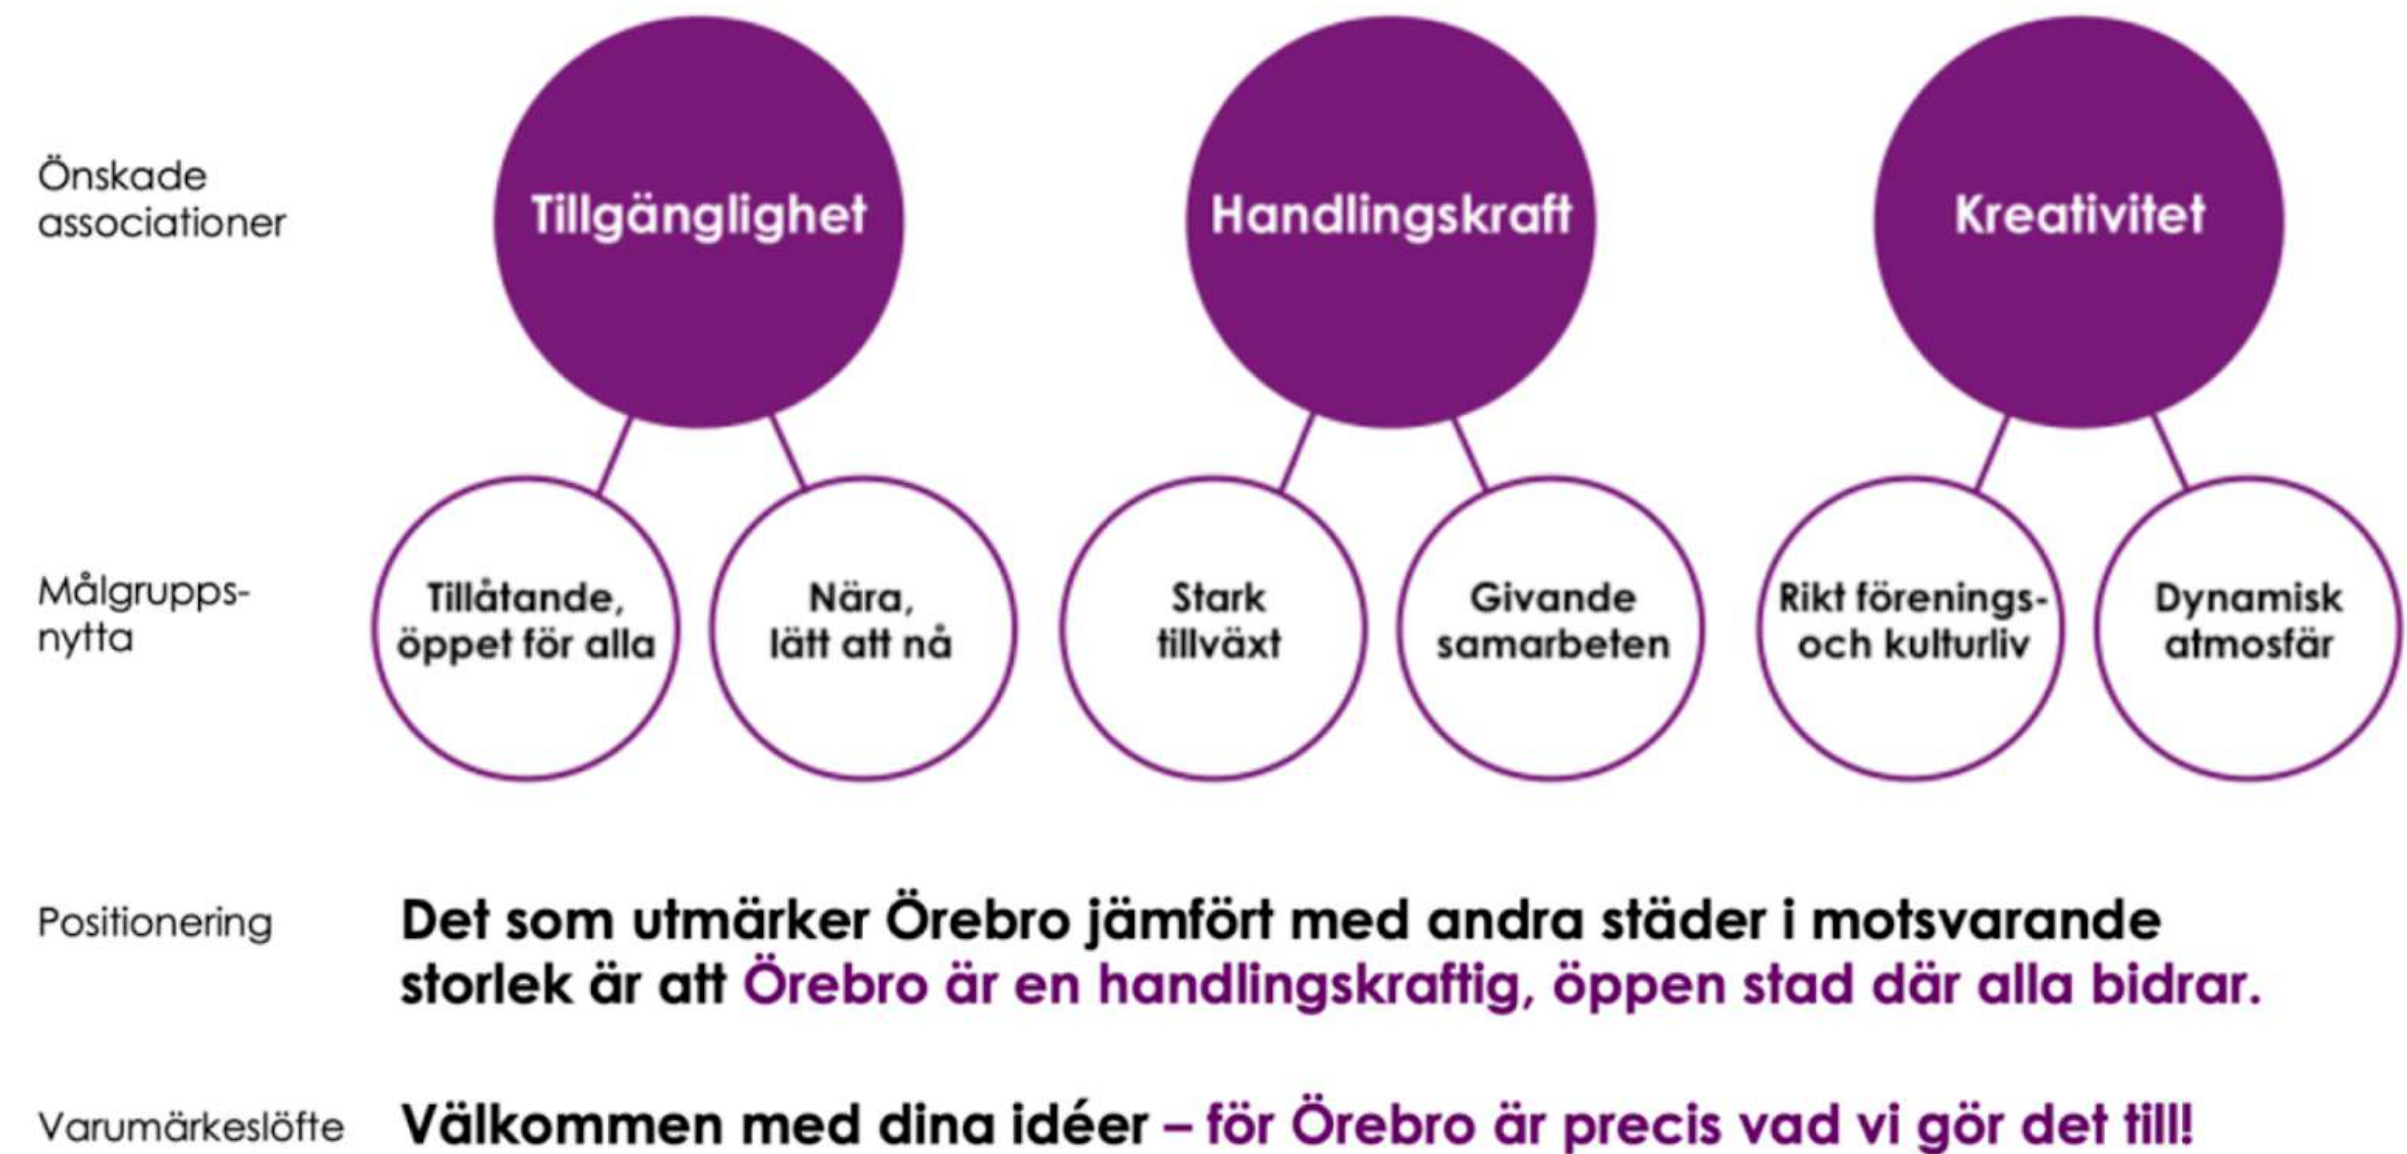 Önskade
associationer
Tillgänglighet
Handlingskraft
Kreativitet
Målgrupps-
nytta
Tillåtande,
öppet för alla
Nära,
lätt att nå
Stark
tillväxt
Givande
samarbeten
Rikt förenings-
och kulturliv
Dynamisk
atmosfär
Positionering
Det som utmärker Örebro jämfört med andra städer i motsvarande
storlek är att Örebro är en handlingskraftig, öppen stad där alla bidrar.
Varumärkeslöfte
Välkommen med dina idéer – för Örebro är precis vad vi gör det till!